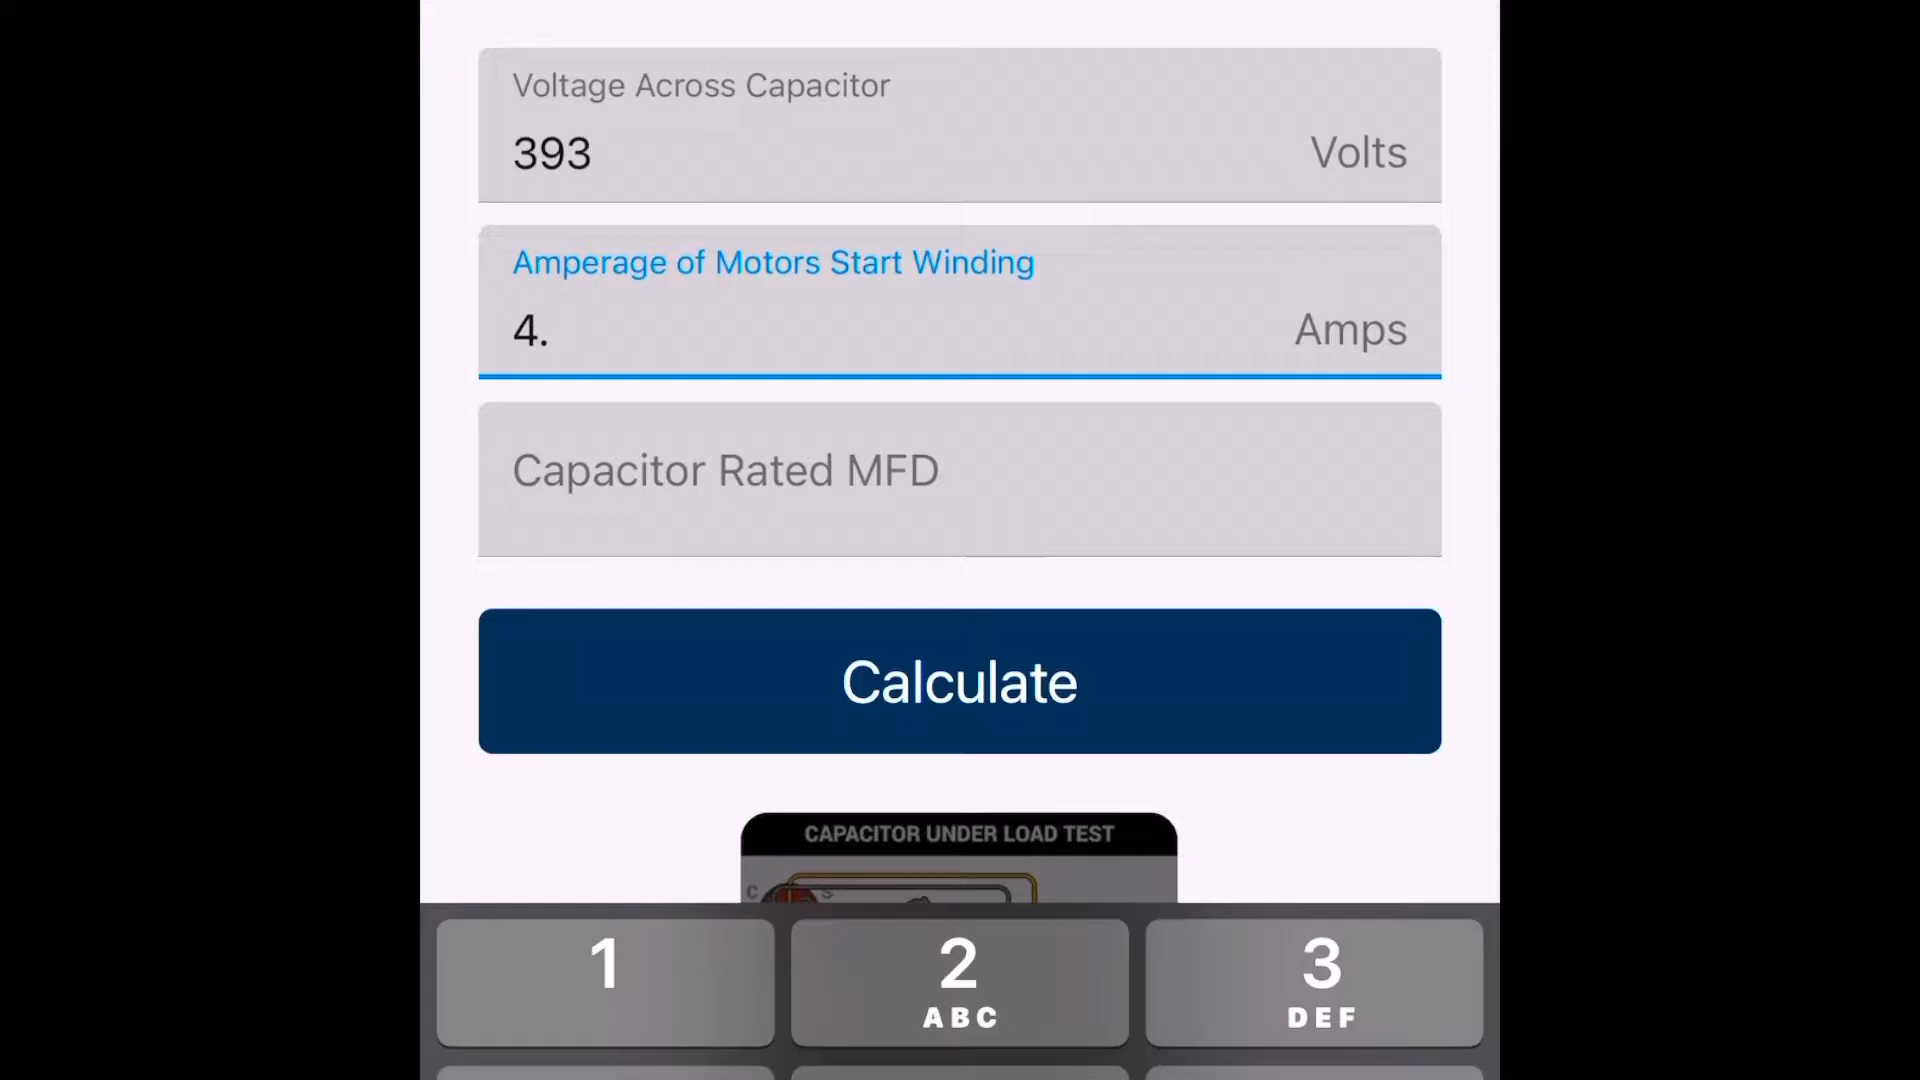 Voltage Across Capacitor
393
Volts
Amperage of Motors Start Winding
4.
Amps
Capacitor Rated MFD
Calculate
CAPACITOR UNDER LOAD TEST
C S
1 2 3
ABC DEF